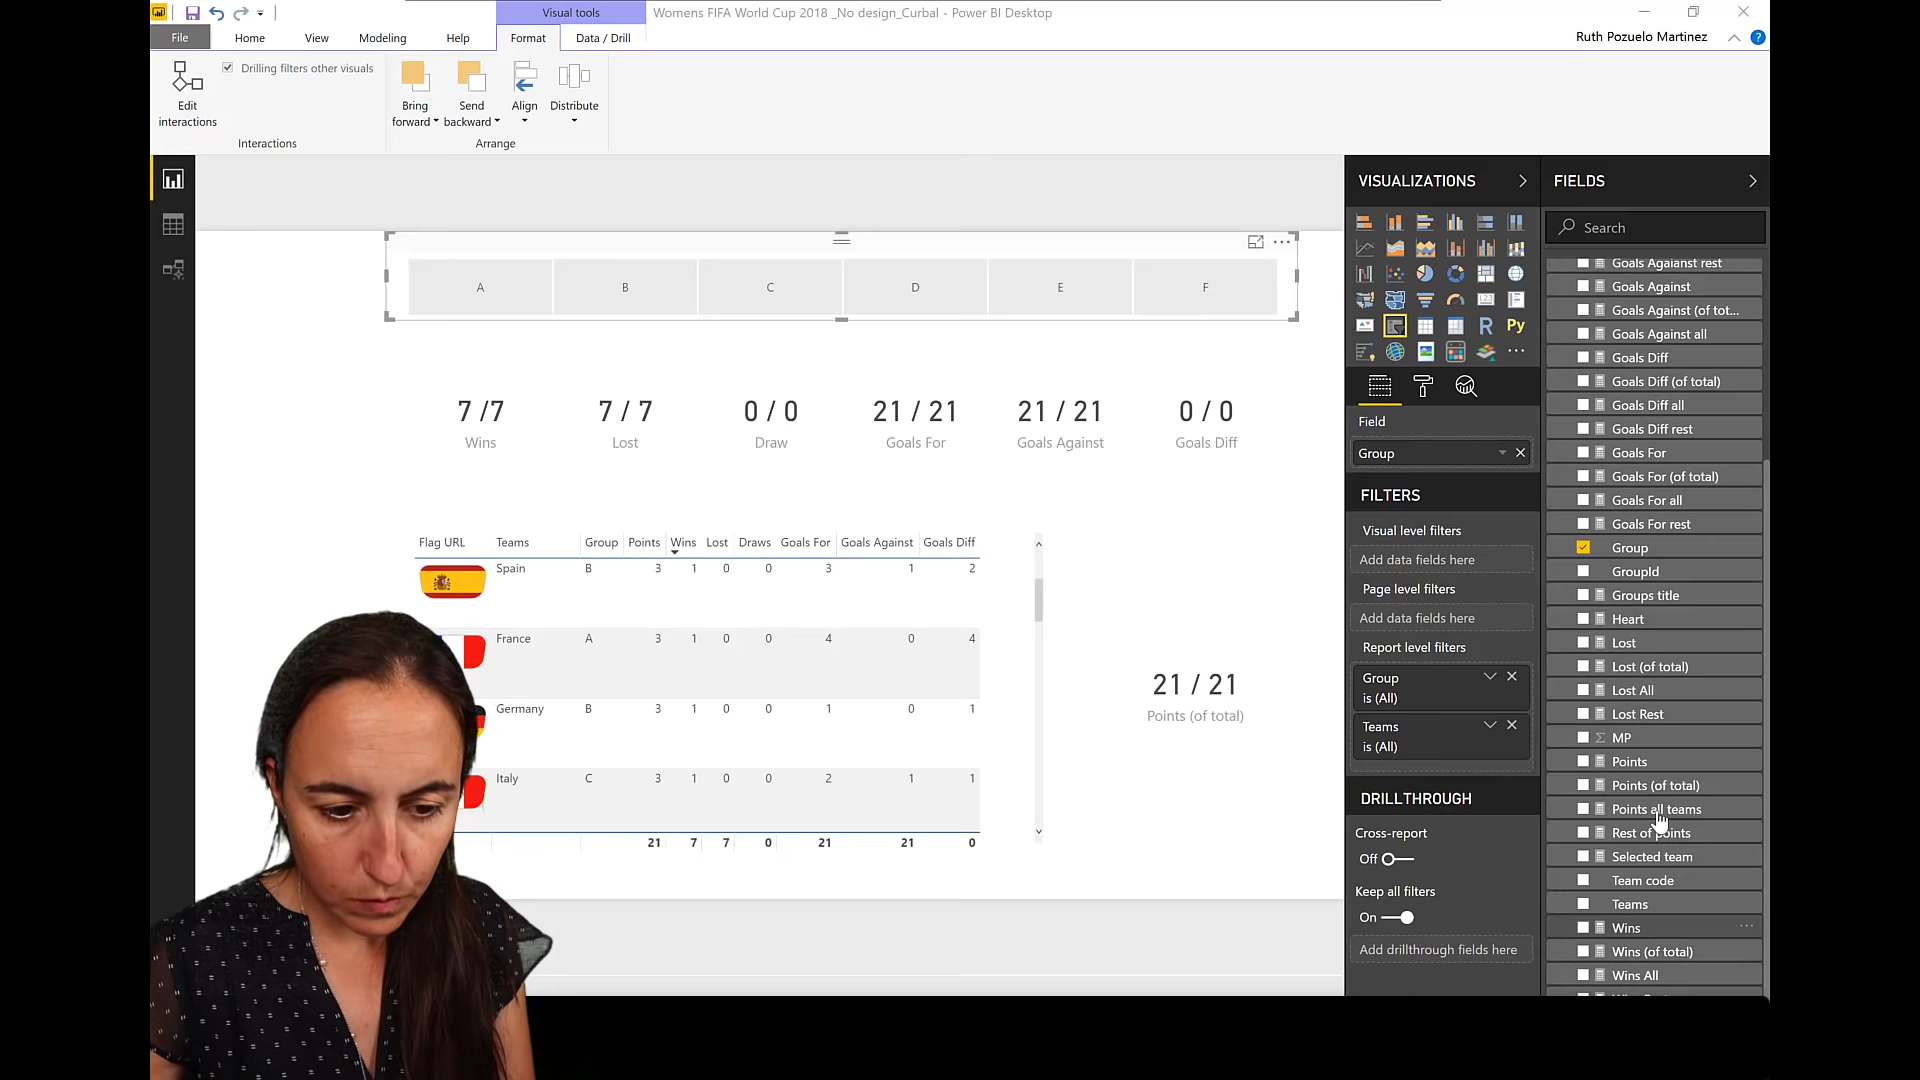 Visual tools
Womens FIFA World Cup 2018 _No design_Curbal - Power BI Desktop
File
Home
View
Modeling
Help
Format
Data / Drill
Ruth Pozuelo Martinez
?
Edit
interactions
Drilling filters other visuals
Interactions
Bring
forward
Send
backward
Align
Distribute
Arrange
A
B
C
D
E
F
7 /7
Wins
7 / 7
Lost
0 / 0
Draw
21 / 21
Goals For
21 / 21
Goals Against
0 / 0
Goals Diff
Flag URL Teams Group Points Wins Lost Draws Goals For Goals Against Goals Diff
Spain B 3 1 0 0 3 1 2
France A 3 1 0 0 4 0 4
Germany B 3 1 0 0 1 0 1
Italy C 3 1 0 0 2 1 1
21 7 7 0 21 21 0
21 / 21
Points (of total)
VISUALIZATIONS
123
R
Py
Field
Group
FILTERS
Visual level filters
Add data fields here
Page level filters
Add data fields here
Report level filters
Group
is (All)
Teams
is (All)
DRILLTHROUGH
Cross-report
Off
Keep all filters
On
Add drillthrough fields here
FIELDS
Search
Goals Agaianst rest
Goals Against
Goals Against (of tot...
Goals Against all
Goals Diff
Goals Diff (of total)
Goals Diff all
Goals Diff rest
Goals For
Goals For (of total)
Goals For all
Goals For rest
Group
GroupId
Groups title
Heart
Lost
Lost (of total)
Lost All
Lost Rest
MP
Points
Points (of total)
Points all teams
Rest of points
Selected team
Team code
Teams
Wins
Wins (of total)
Wins All